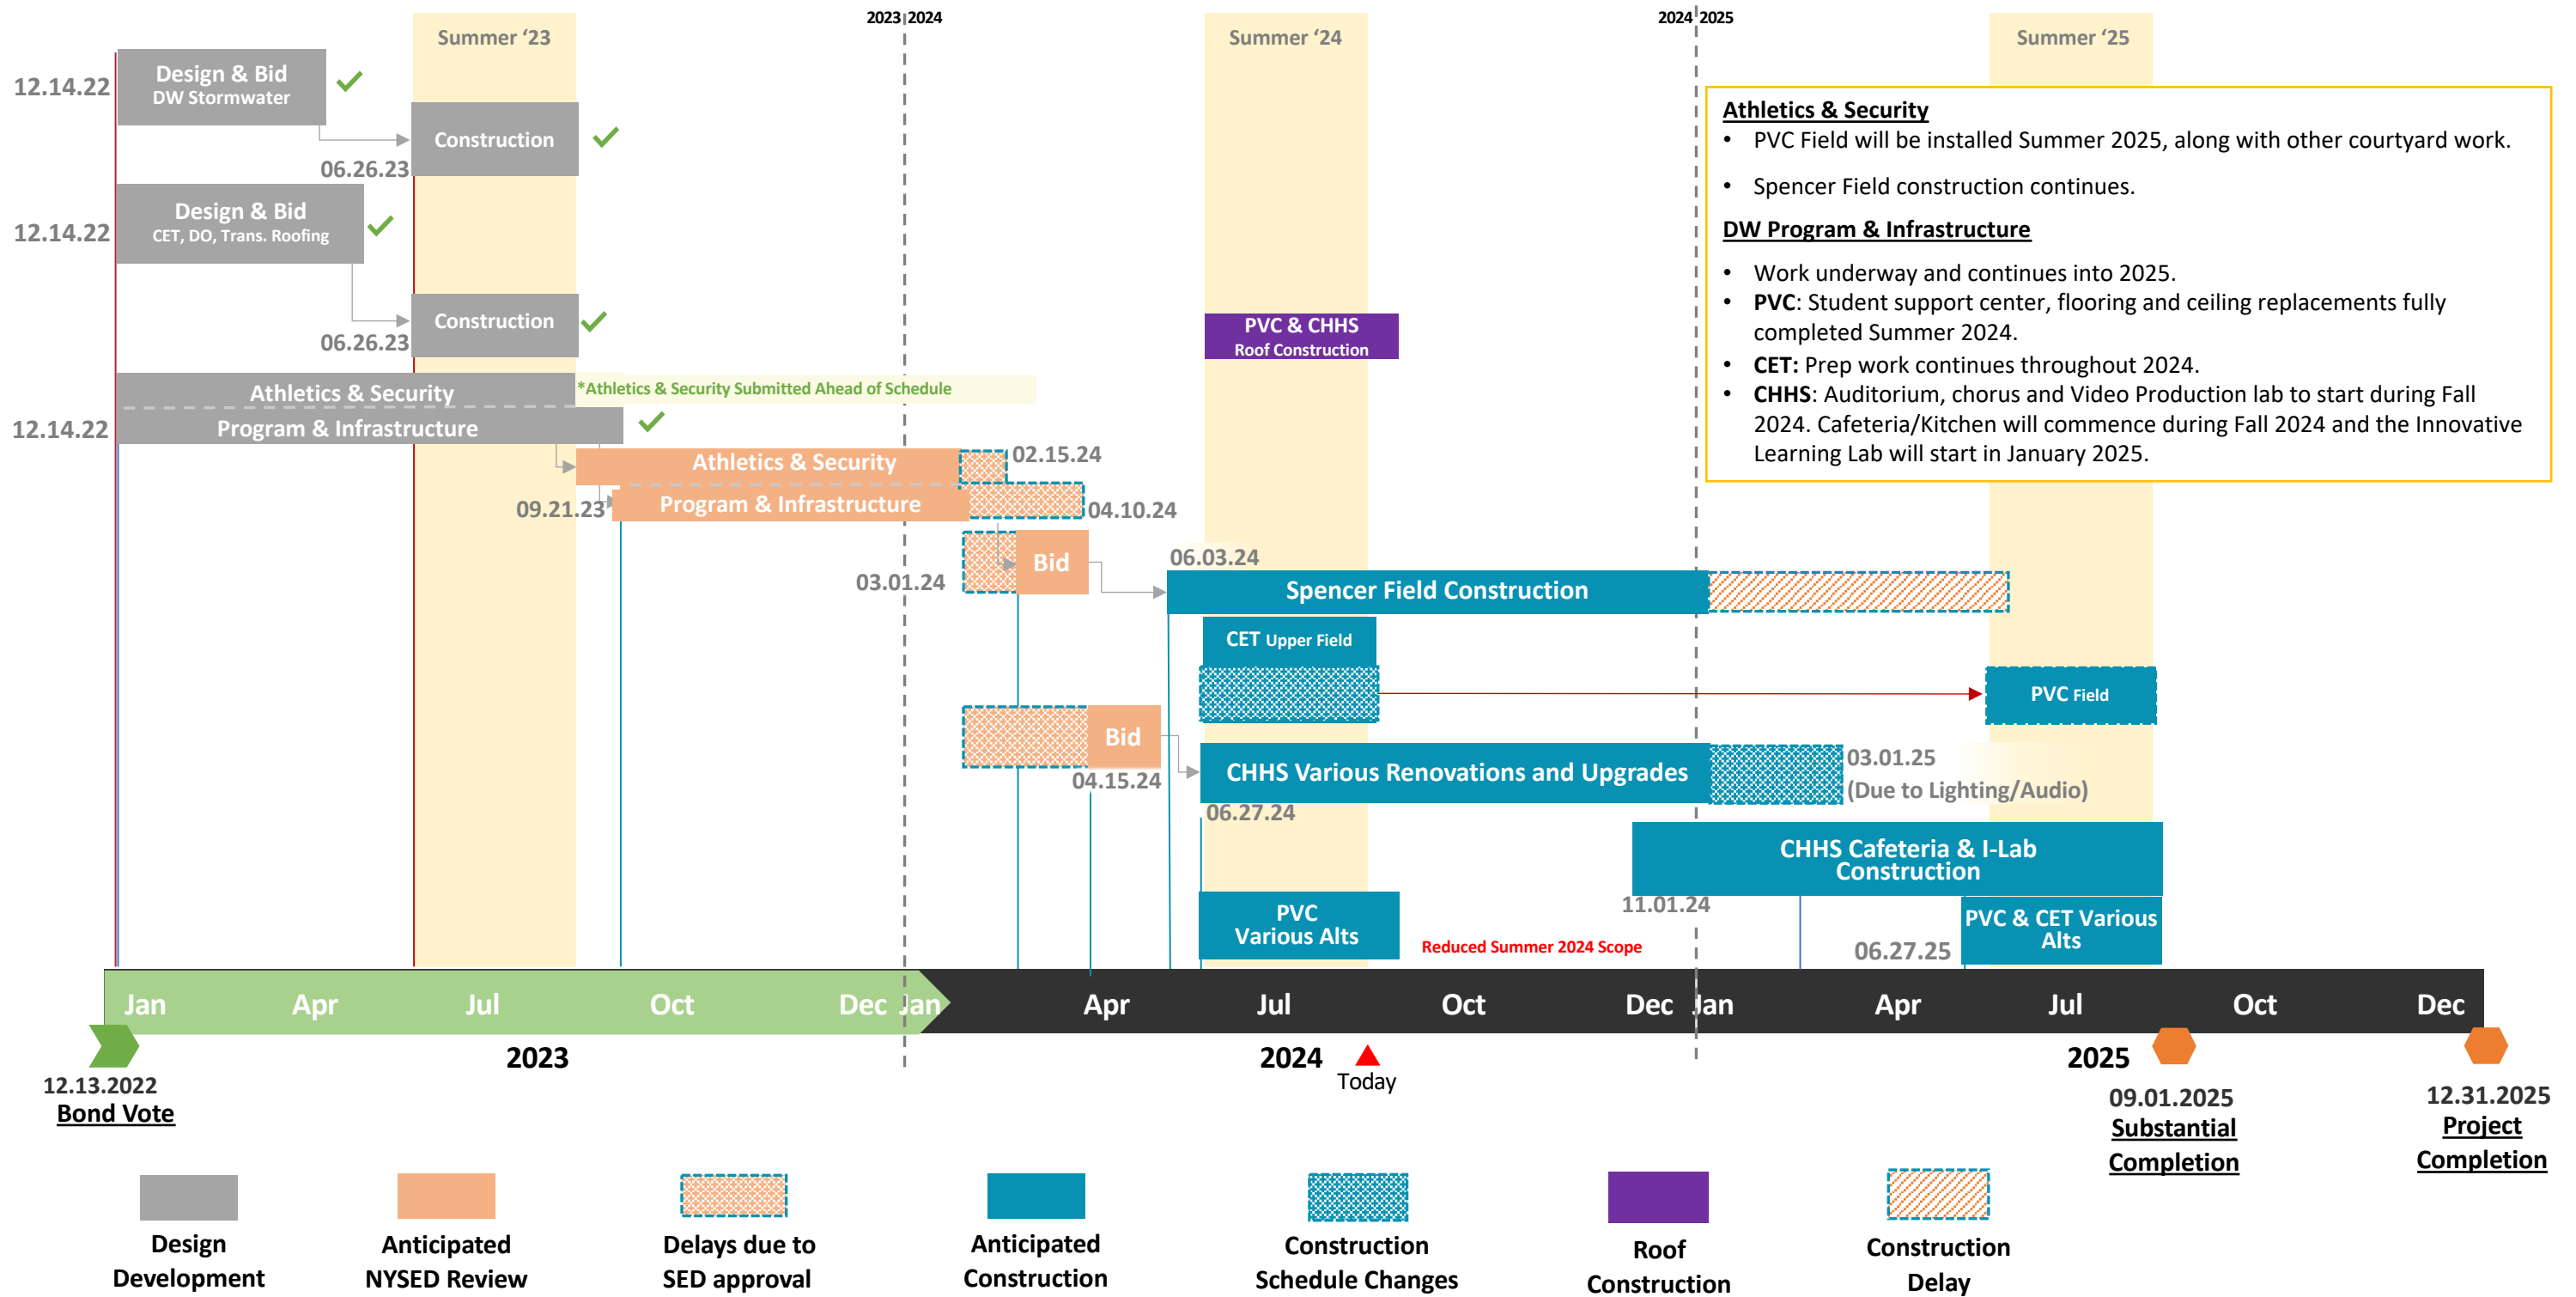 2023 2024
2024 2025
Summer ‘23
Summer ‘24
Summer ‘25
12.14.22
Design & Bid
DW Stormwater
Construction
06.26.23
12.14.22
Design & Bid
CET, DO, Trans. Roofing
Construction
06.26.23
PVC & CHHS
Roof Construction
Athletics & Security
• PVC Field will be installed Summer 2025, along with other courtyard work.
• Spencer Field construction continues.
DW Program & Infrastructure
• Work underway and continues into 2025.
• PVC: Student support center, flooring and ceiling replacements fully
completed Summer 2024.
• CET: Prep work continues throughout 2024.
• CHHS: Auditorium, chorus and Video Production lab to start during Fall
2024. Cafeteria/Kitchen will commence during Fall 2024 and the Innovative
Learning Lab will start in January 2025.
12.14.22
Athletics & Security
*Athletics & Security Submitted Ahead of Schedule
Program & Infrastructure
Athletics & Security
02.15.24
09.21.23
Program & Infrastructure
04.10.24
03.01.24
Bid
06.03.24
Spencer Field Construction
CET Upper Field
PVC Field
Bid
04.15.24
CHHS Various Renovations and Upgrades
03.01.25
(Due to Lighting/Audio)
06.27.24
CHHS Cafeteria & I-Lab
Construction
11.01.24
PVC
Various Alts
Reduced Summer 2024 Scope
06.27.25
PVC & CET Various
Alts
Jan Apr Jul Oct Dec Jan Apr Jul Oct Dec Jan Apr Jul Oct Dec
2023
2024
2025
Today
12.13.2022
Bond Vote
09.01.2025
Substantial
Completion
12.31.2025
Project
Completion
Design
Development
Anticipated
NYSED Review
Delays due to
SED approval
Anticipated
Construction
Construction
Schedule Changes
Roof
Construction
Construction
Delay